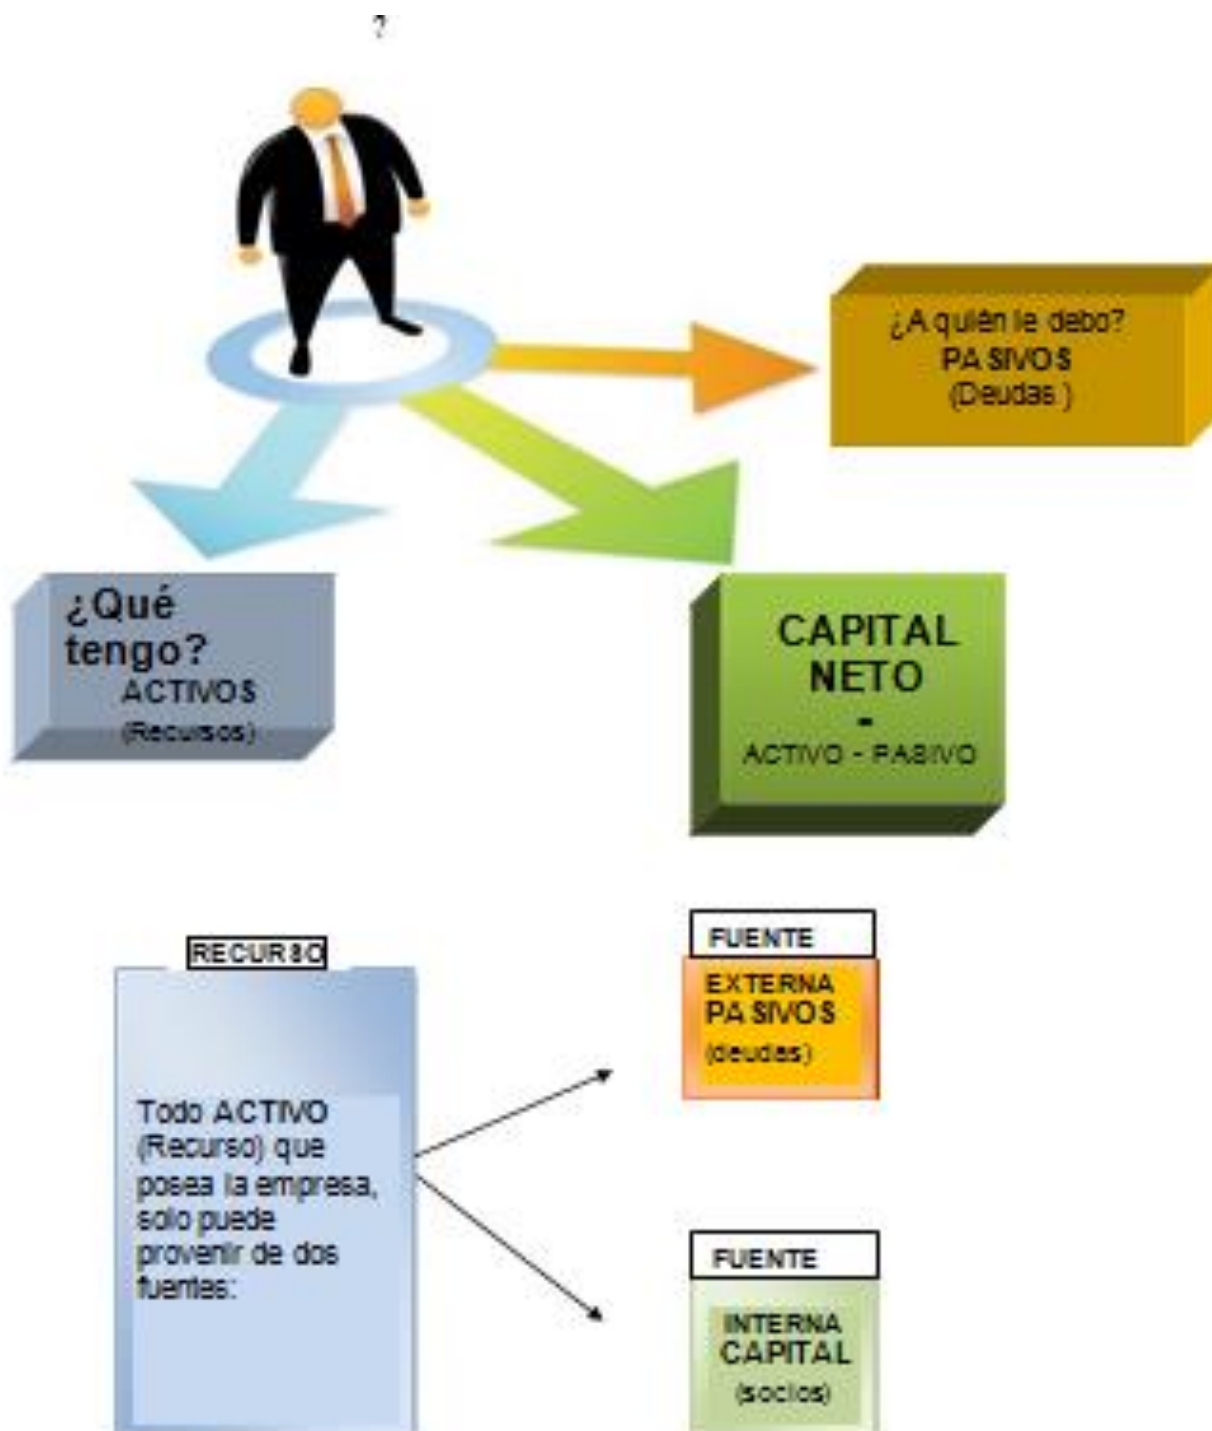 ?
¿A quién le debo?
PASIVOS
(Deudas )
¿Qué
tengo?
ACTIVOS
(Recursos)
CAPITAL
NETO
-
ACTIVO - PASIVO
RECURSO
Todo ACTIVO
(Recurso) que
posea la empresa,
solo puede
provenir de dos
fuentes:
FUENTE
EXTERNA
PASIVOS
(deudas)
FUENTE
INTERNA
CAPITAL
(socios)